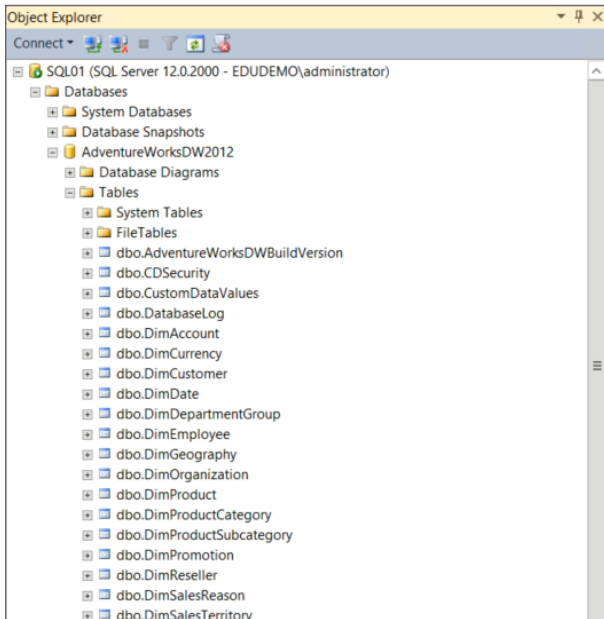 Object Explorer
Connect
SQL01 (SQL Server 12.0.2000 - EDUDEMO\administrator)
Databases
System Databases
Database Snapshots
AdventureWorksDW2012
Database Diagrams
Tables
System Tables
FileTables
dbo.AdventureWorksDWBuildVersion
dbo.CDSecurity
dbo.CustomDataValues
dbo.DatabaseLog
dbo.DimAccount
dbo.DimCurrency
dbo.DimCustomer
dbo.DimDate
dbo.DimDepartmentGroup
dbo.DimEmployee
dbo.DimGeography
dbo.DimOrganization
dbo.DimProduct
dbo.DimProductCategory
dbo.DimProductSubcategory
dbo.DimPromotion
dbo.DimReseller
dbo.DimSalesReason
dbo.DimSalesTerritory